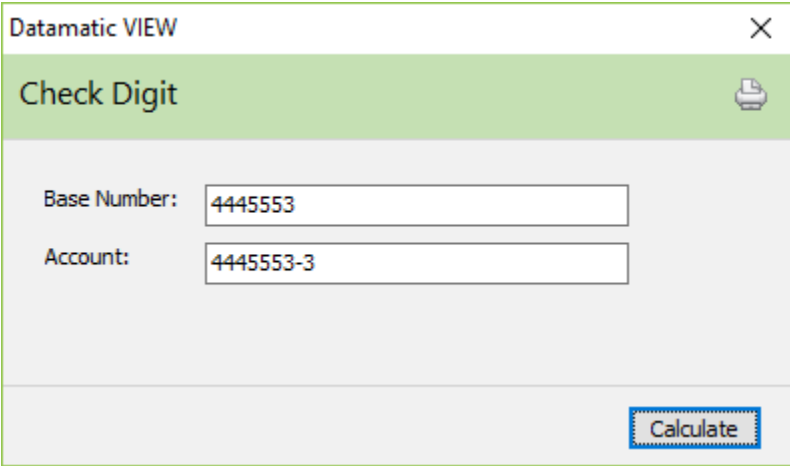 Datamatic VIEW
Check Digit
Base Number: 4445553
Account: 4445553-3
Calculate